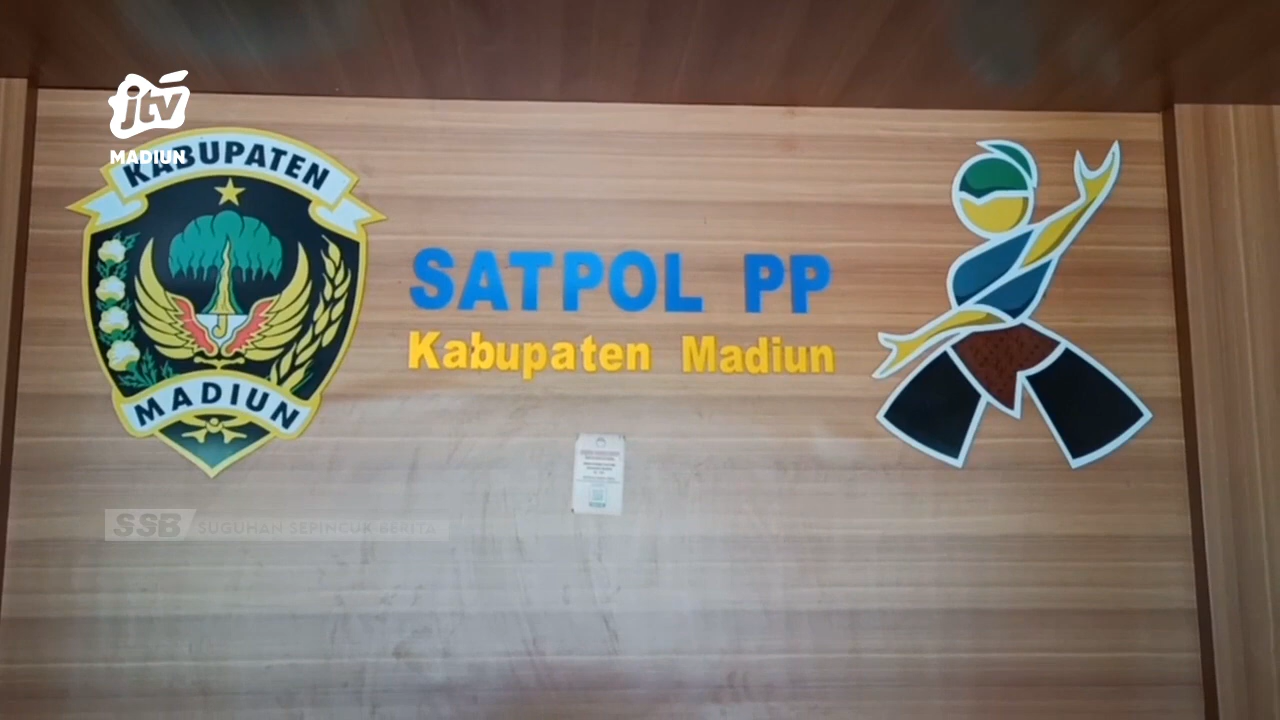 jtv
MADIUN
KABUPATEN
MADIUN
SATPOL PP
Kabupaten Madiun
SSB SUGUHAN SEPINCUK BERITA